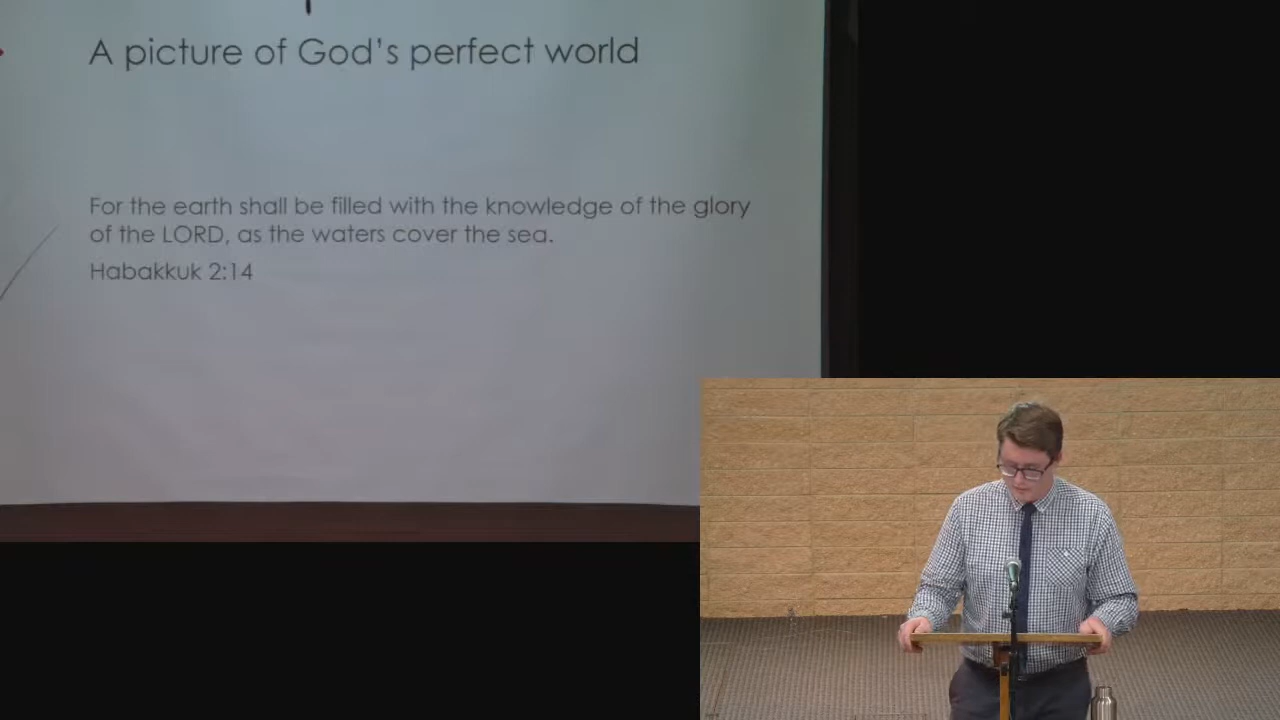 A picture of God's perfect world
For the earth shall be filled with the knowledge of the glory
of the LORD, as the waters cover the sea.
Habakkuk 2:14